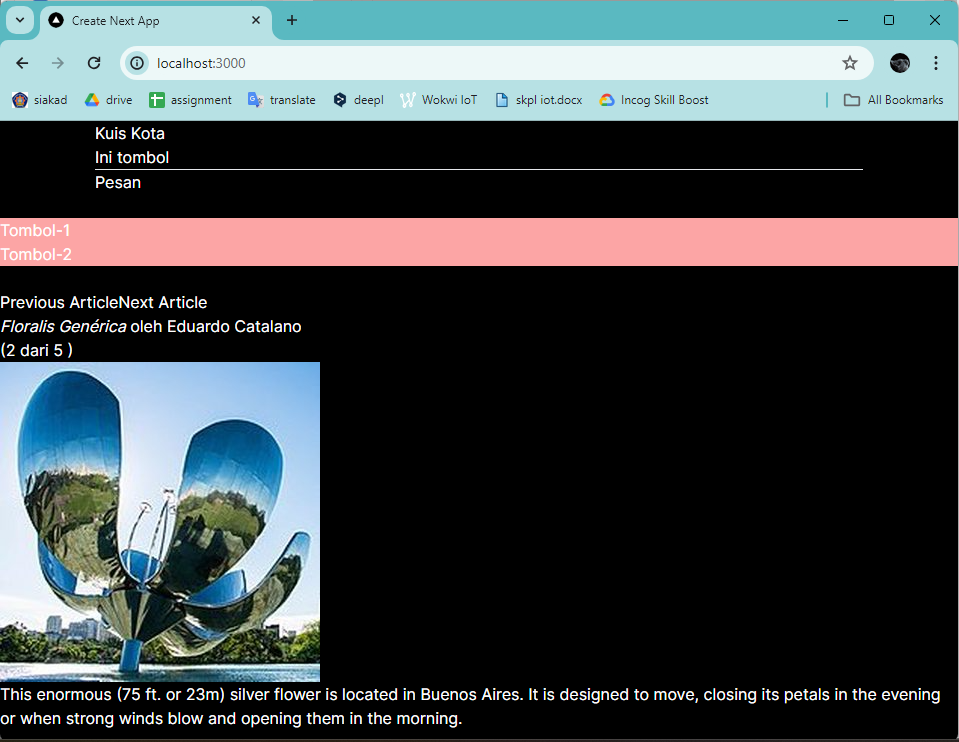 Create Next App
localhost:3000
siakad drive assignment translate deepl Wokwi IoT skpl iot.docx Incog Skill Boost All Bookmarks
Kuis Kota
Ini tombol
Pesan
Tombol-1
Tombol-2
Previous ArticleNext Article
Floralis Genérica oleh Eduardo Catalano
(2 dari 5 )
This enormous (75 ft. or 23m) silver flower is located in Buenos Aires. It is designed to move, closing its petals in the evening
or when strong winds blow and opening them in the morning.